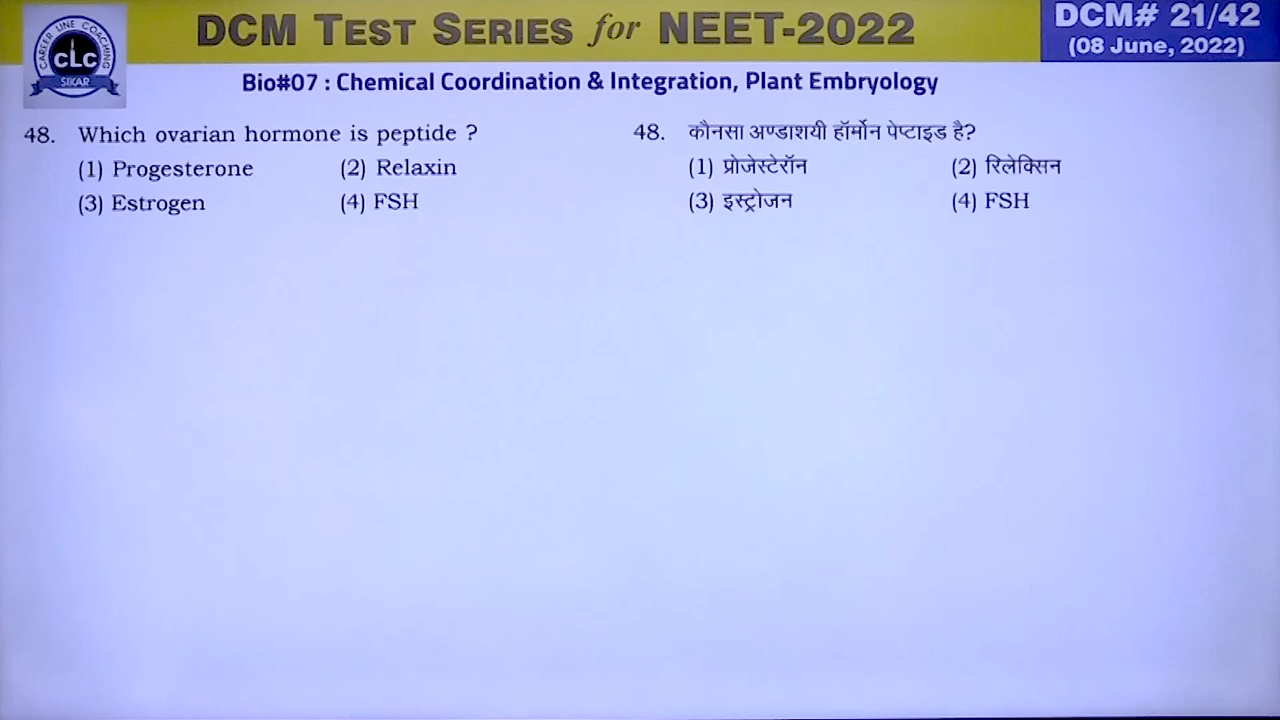 CAREER LINE COACHING
CLC
SIKAR
DCM TEST SERIES for NEET-2022
DCM# 21/42
(08 June, 2022)
Bio#07 : Chemical Coordination & Integration, Plant Embryology
48. Which ovarian hormone is peptide ?
(1) Progesterone (2) Relaxin
(3) Estrogen (4) FSH
48. कौनसा अण्डाशयी हॉर्मोन पेप्टाइड है?
(1) प्रोजेस्टेरॉन (2) रिलेक्सिन
(3) इस्ट्रोजन (4) FSH